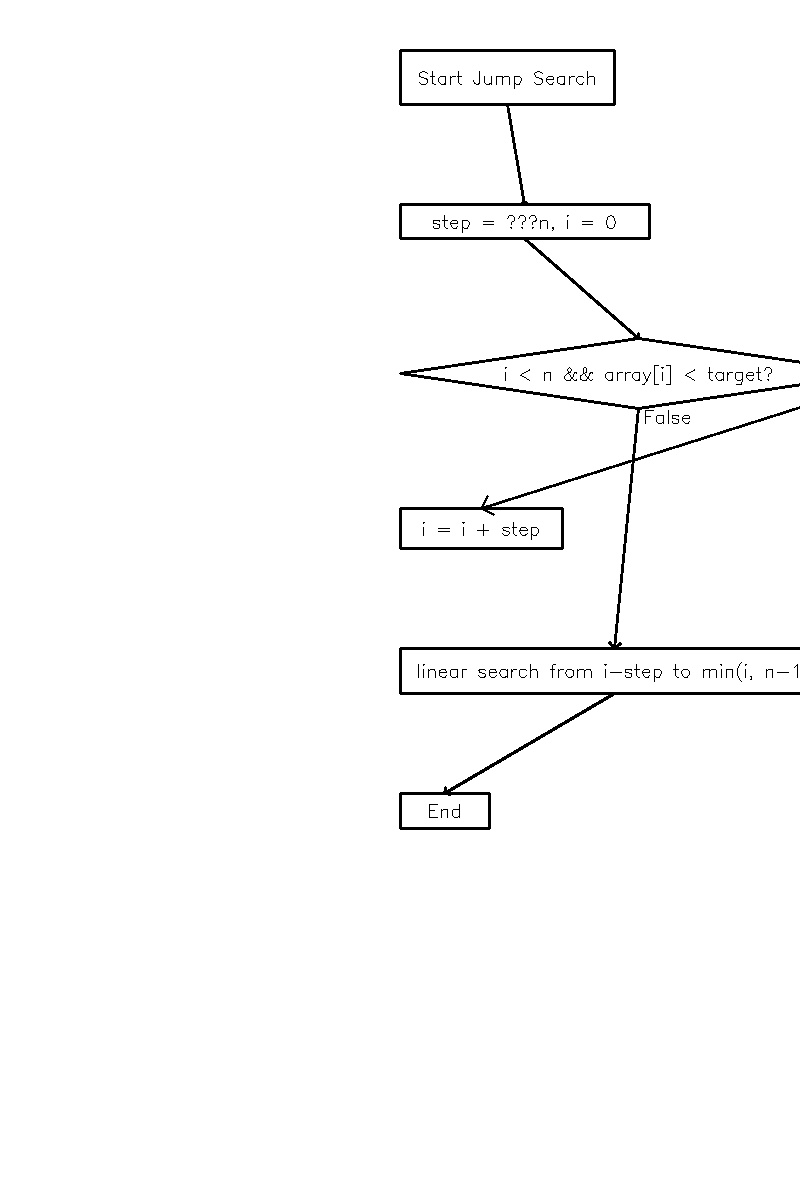 Start Jump Search
step = ???n, i = 0
i < n && array[i] < target?
False
i = i + step
linear search from i-step to min(i, n-1
End